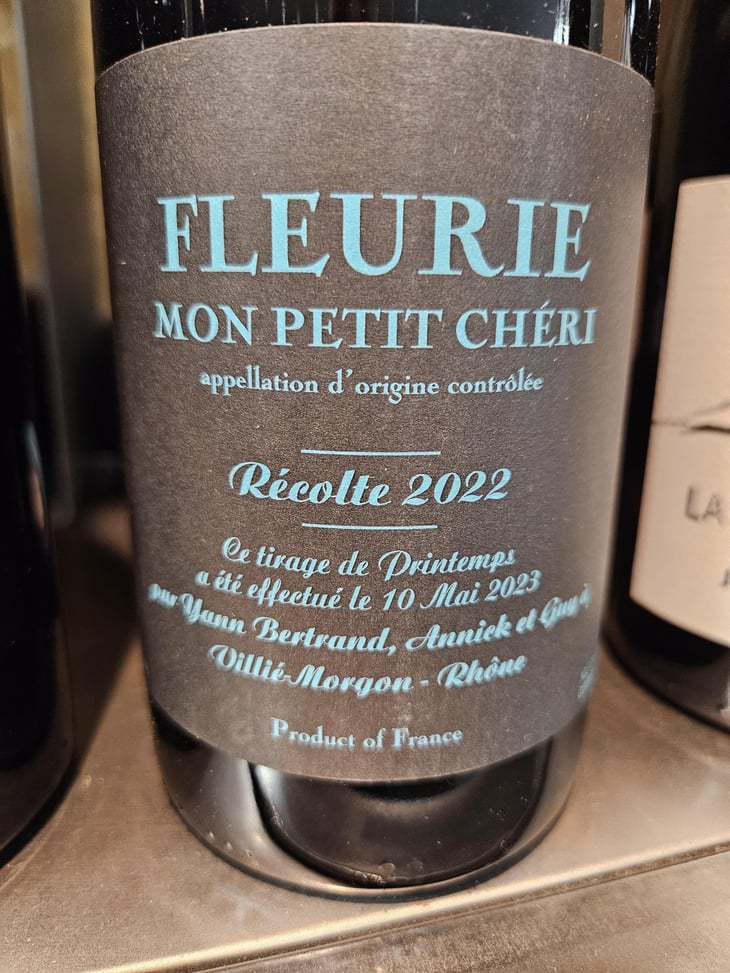 FLEURIE
MON PETIT CHÉRI
appellation d'origine contrôlée
Récolte 2022
Ce tirage de Printemps
a été effectué le 10 Mai 2023
par Yann Bertrand, Annick et Guy à
Villié-Morgon - Rhône
Product of France
LA